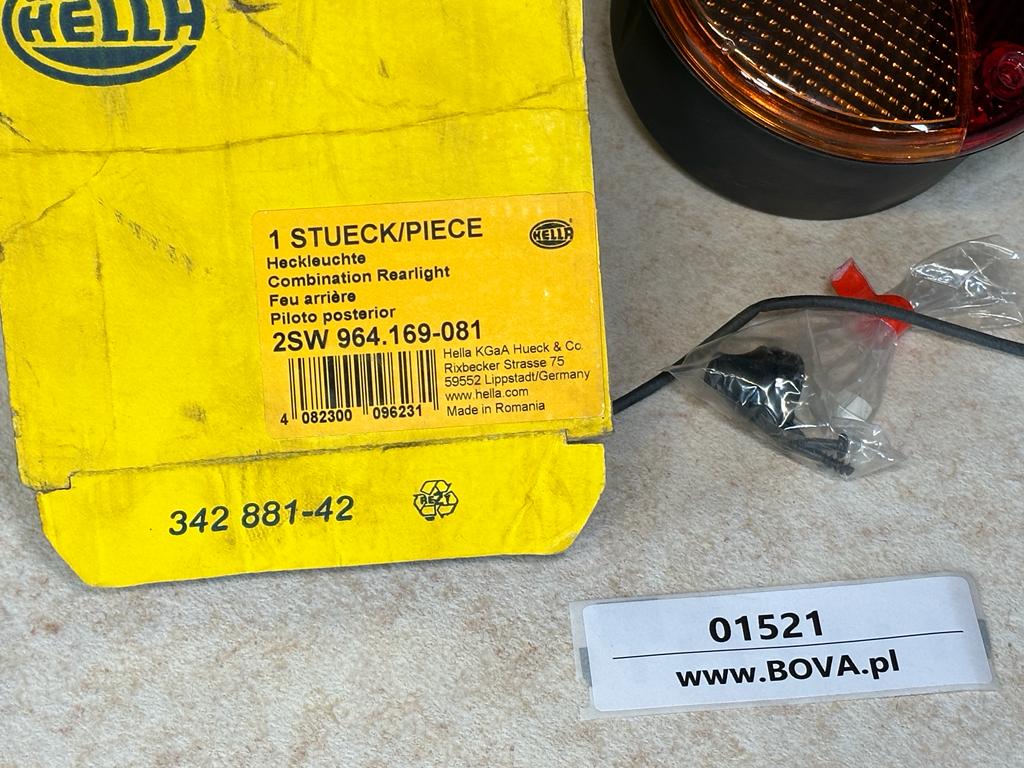 HELLA
1 STUECK/PIECE
HELLA
Heckleuchte
Combination Rearlight
Feu arrière
Piloto posterior
2SW 964.169-081
Hella KGaA Hueck & Co.
Rixbecker Strasse 75
59552 Lippstadt/Germany
www.hella.com
Made in Romania
4 082300 096231
342 881-42
RESY
01521
www.BOVA.pl